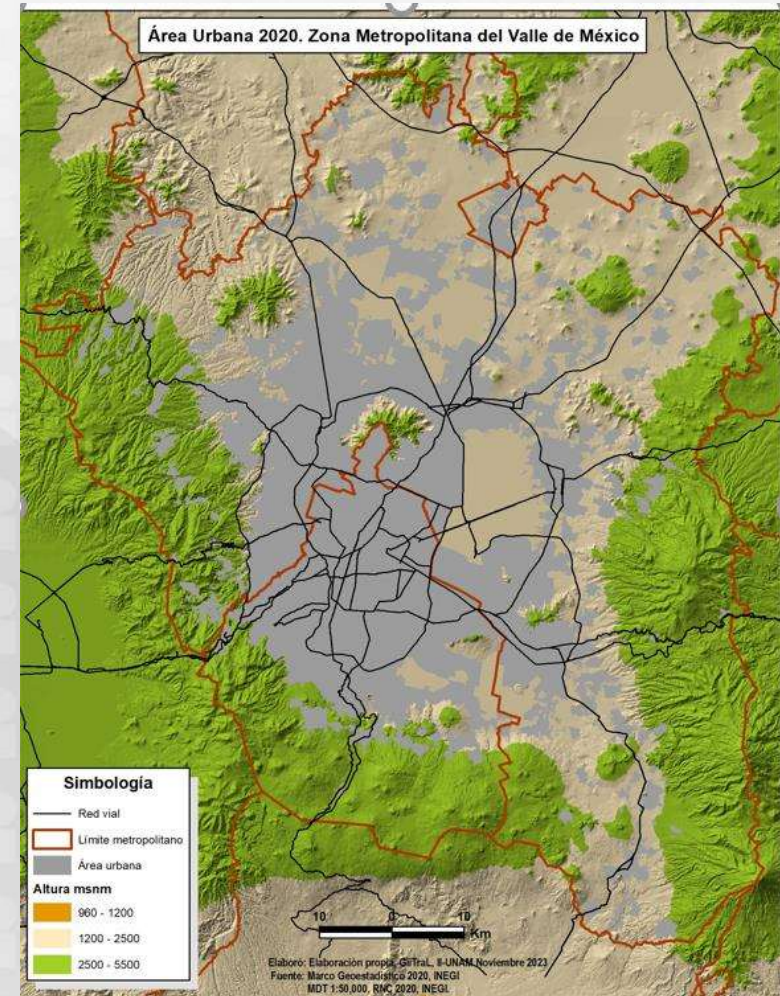 Área Urbana 2020. Zona Metropolitana del Valle de México
Simbología
Red vial
Límite metropolitano
Área urbana
Altura msnm
960 - 1200
1200 - 2500
2500 - 5500
10 0 10
Km
Elaboró: Elaboración propia, GiiTraL, II-UNAM Noviembre 2023
Fuente: Marco Geoestadístico 2020, INEGI
MDT 1:50,000, RNC 2020, INEGI.